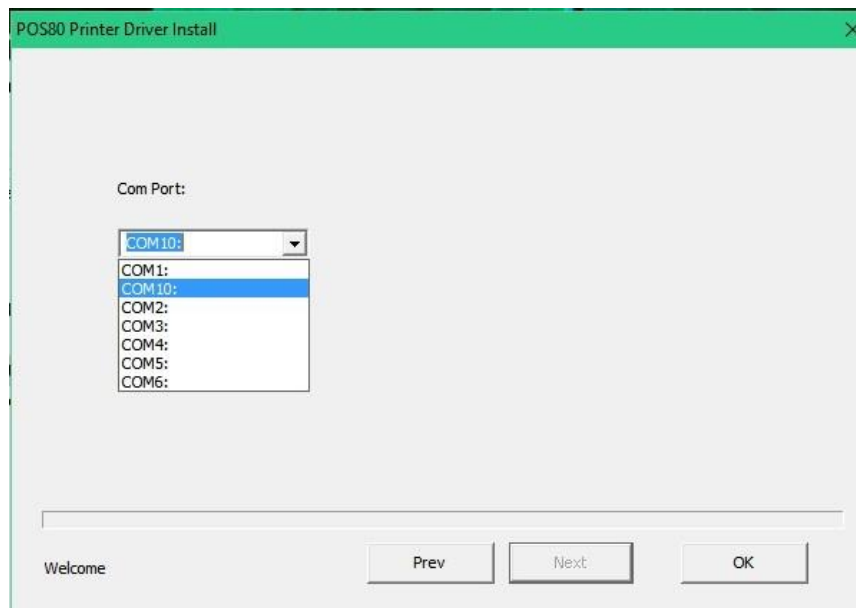 POS80 Printer Driver Install
Com Port:
COM10:
COM1:
COM10:
COM2:
COM3:
COM4:
COM5:
COM6:
Welcome
Prev
Next
OK